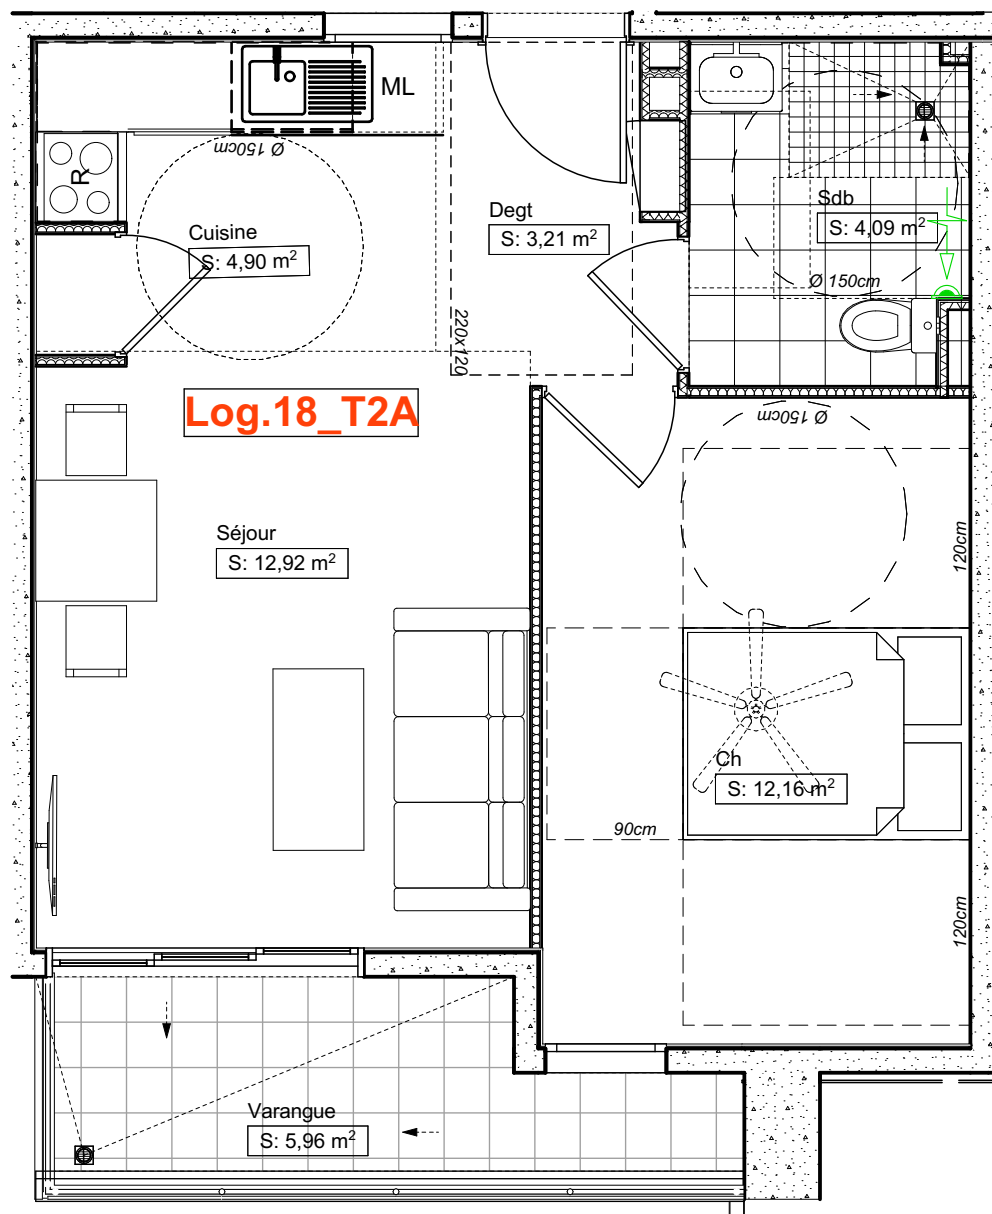 ML
Ø 150cm
R
Cuisine
S: 4,90 m²
Degt
S: 3,21 m²
Sdb
S: 4,09 m²
Ø 150cm
220x120
Log.18_T2A
Ø 150cm
Séjour
S: 12,92 m²
120cm
Ch
S: 12,16 m²
90cm
120cm
Varangue
S: 5,96 m²